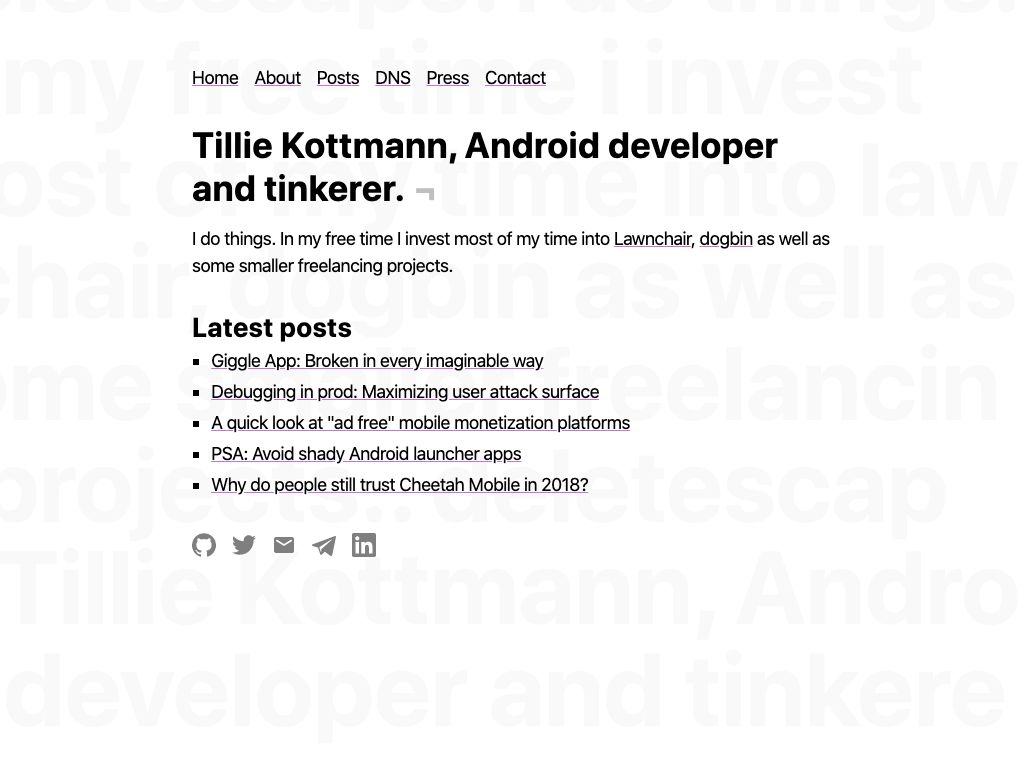 Home About Posts DNS Press Contact
Tillie Kottmann, Android developer
and tinkerer. ¬
I do things. In my free time I invest most of my time into Lawnchair, dogbin as well as
some smaller freelancing projects.
Latest posts
Giggle App: Broken in every imaginable way
Debugging in prod: Maximizing user attack surface
A quick look at "ad free" mobile monetization platforms
PSA: Avoid shady Android launcher apps
Why do people still trust Cheetah Mobile in 2018?
in